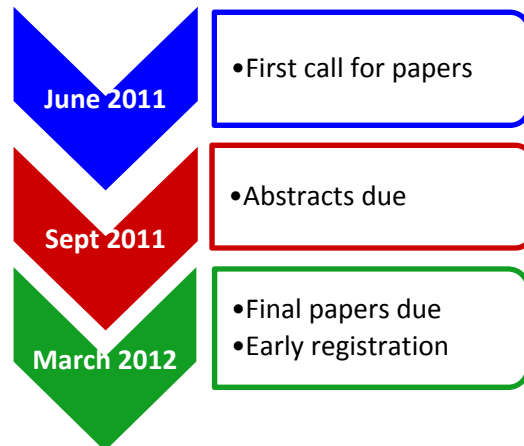 June 2011
•First call for papers
Sept 2011
•Abstracts due
March 2012
•Final papers due
•Early registration